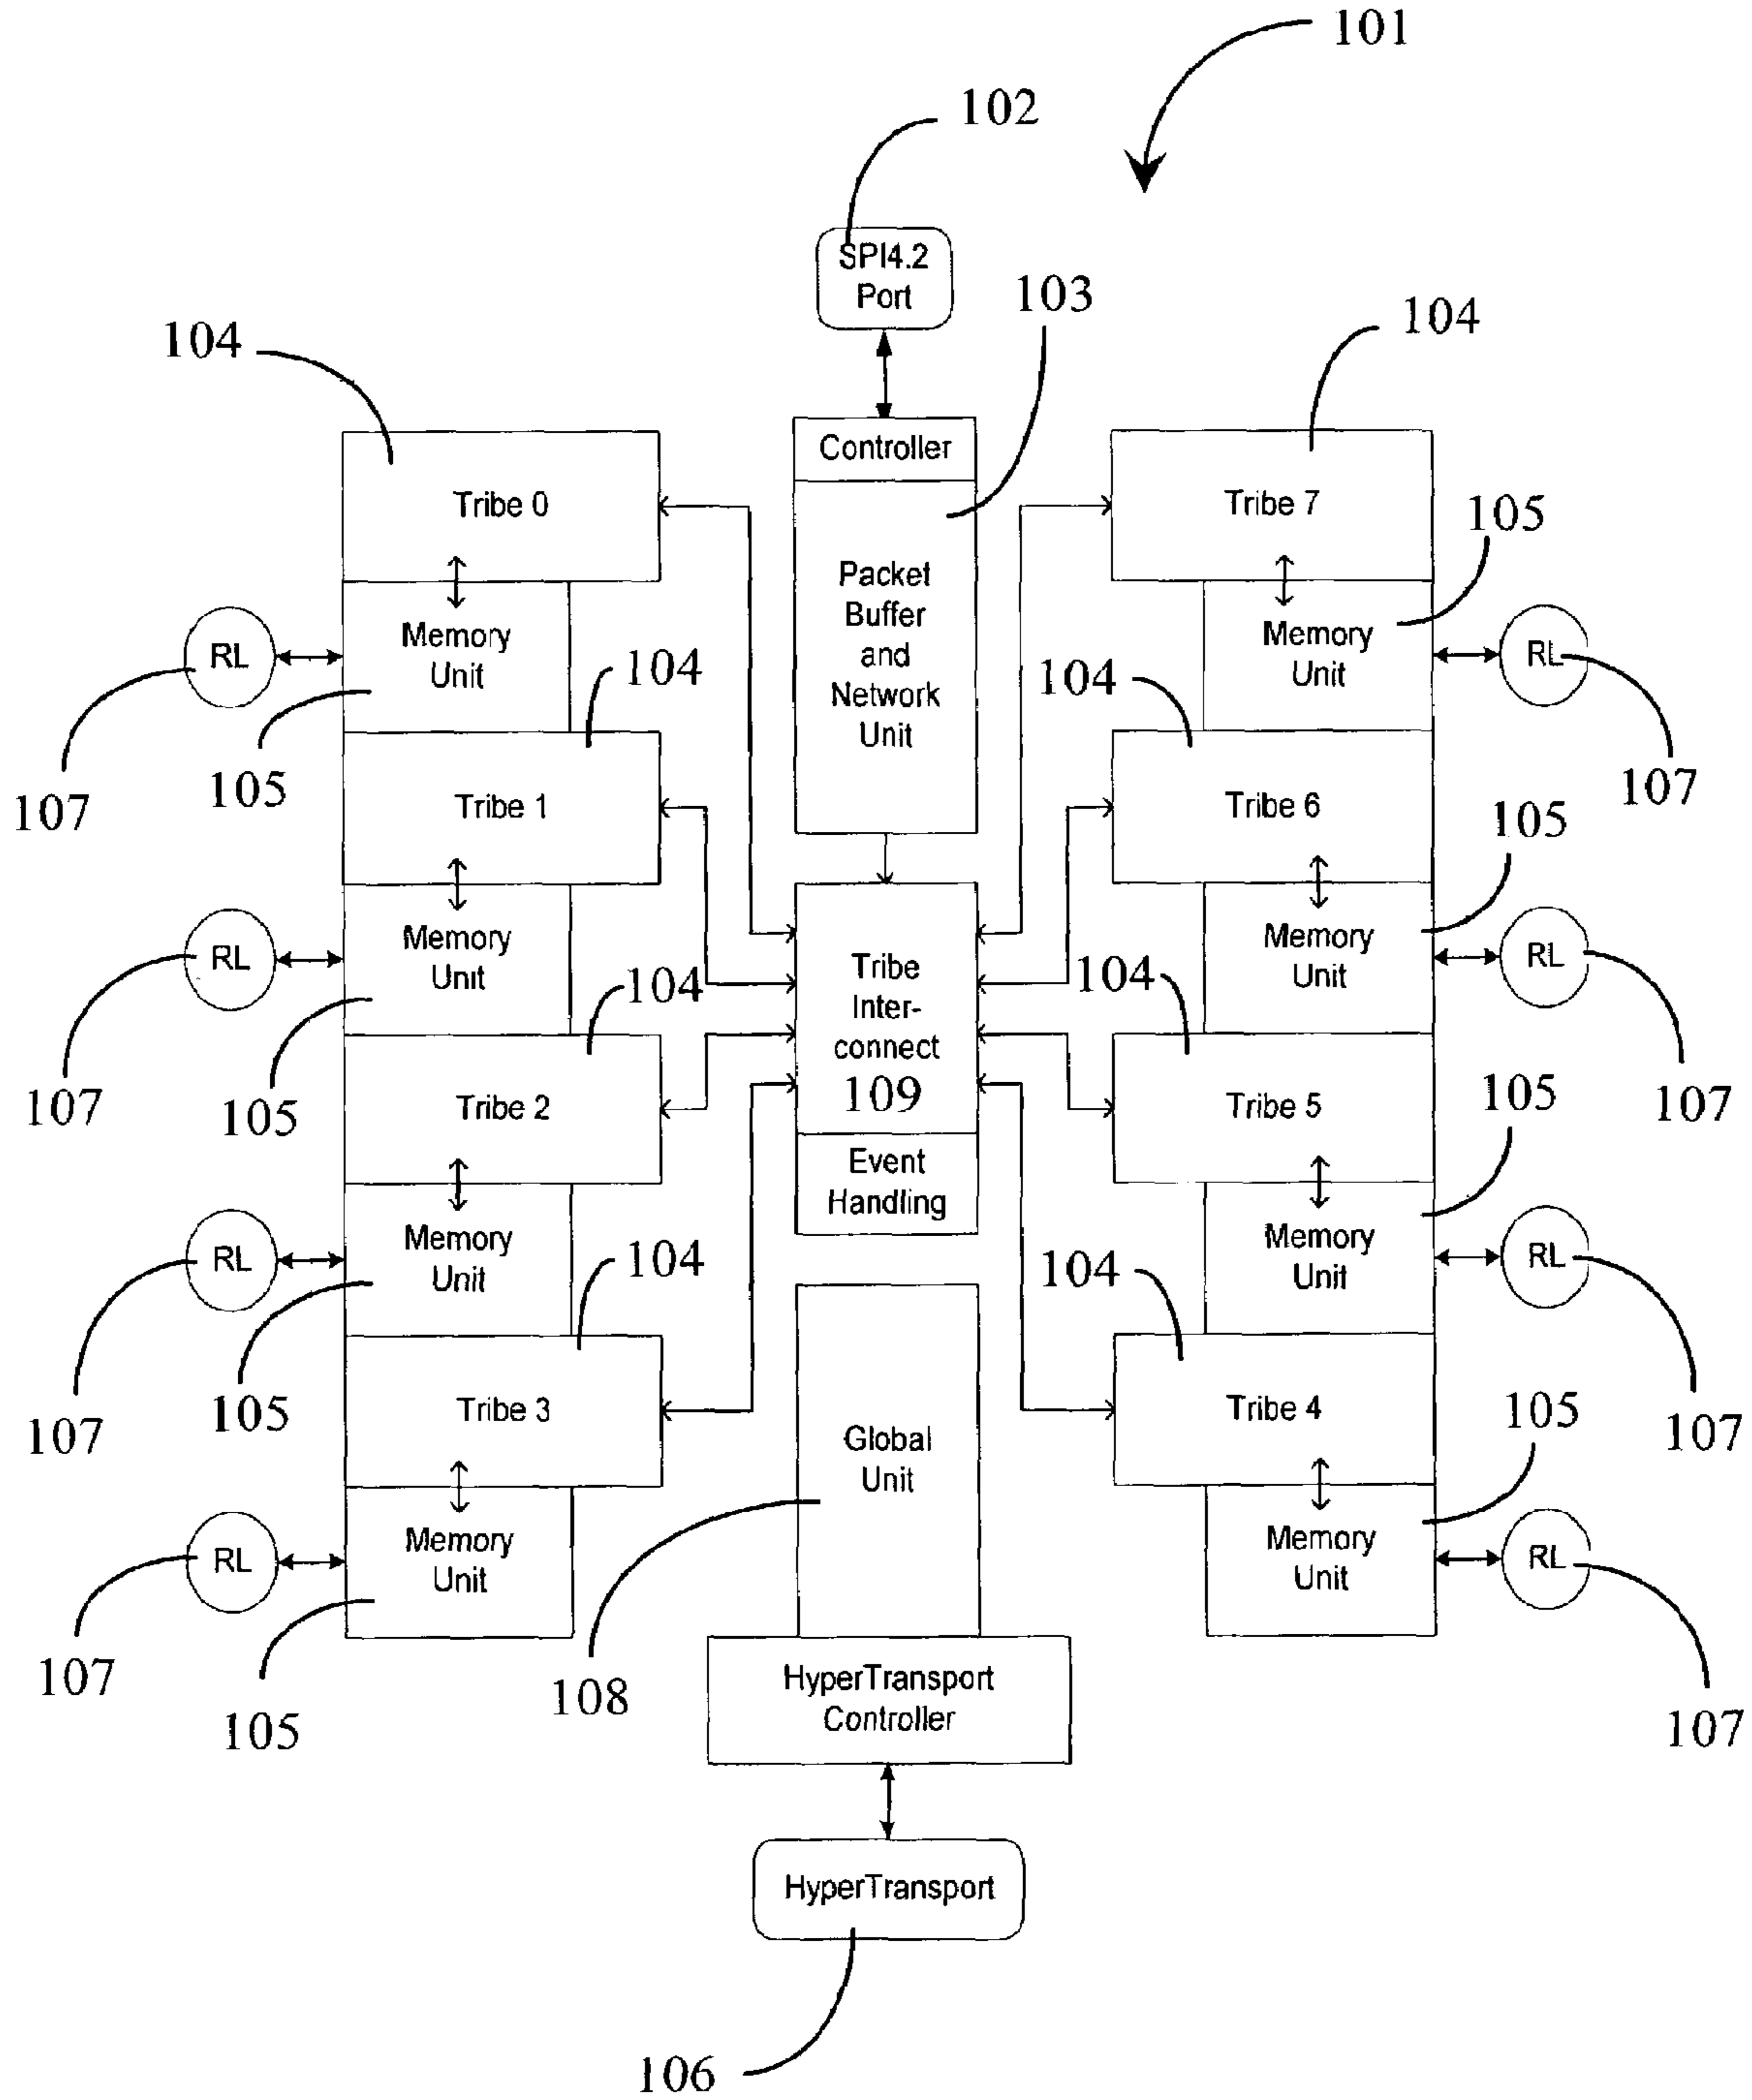 101
102
SPI4.2
Port
103
104
104
Controller
Tribe 0
Tribe 7
105
Packet
Buffer
and
Network
Unit
RL
Memory
Unit
104
104
Memory
Unit
RL
107
105
107
Tribe 1
Tribe 6
105
RL
Memory
Unit
104
Tribe
Inter-
connect
109
104
Memory
Unit
RL
107
105
107
Tribe 2
Tribe 5
105
Event
Handling
RL
Memory
Unit
104
104
Memory
Unit
RL
107
105
107
Tribe 3
Global
Unit
Tribe 4
105
RL
Memory
Unit
Memory
Unit
RL
107
105
108
HyperTransport
Controller
107
HyperTransport
106